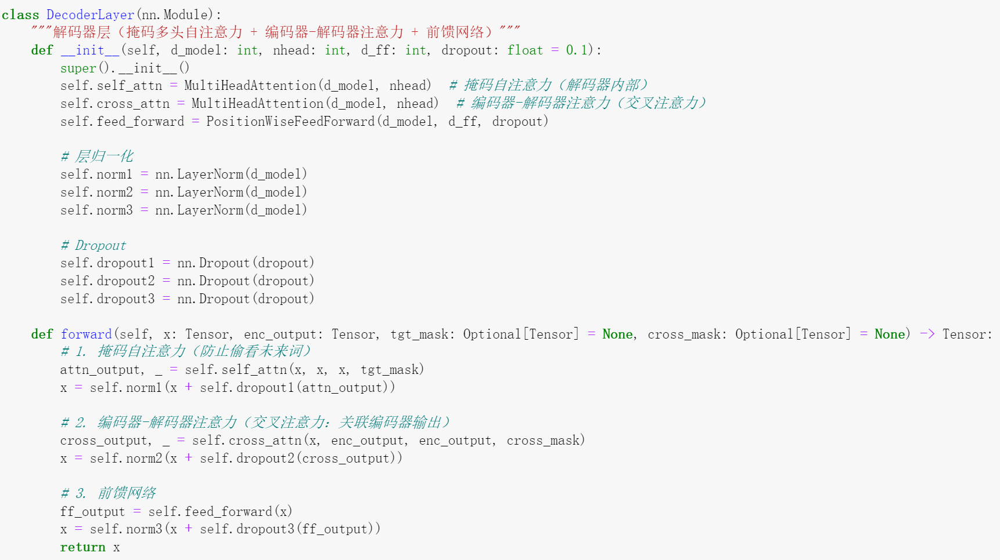 class DecoderLayer(nn.Module):
    """解码器层（掩码多头自注意力 + 编码器-解码器注意力 + 前馈网络）"""
    def __init__(self, d_model: int, nhead: int, d_ff: int, dropout: float = 0.1):
        super().__init__()
        self.self_attn = MultiHeadAttention(d_model, nhead)  # 掩码自注意力（解码器内部）
        self.cross_attn = MultiHeadAttention(d_model, nhead)  # 编码器-解码器注意力（交叉注意力）
        self.feed_forward = PositionWiseFeedForward(d_model, d_ff, dropout)

        # 层归一化
        self.norm1 = nn.LayerNorm(d_model)
        self.norm2 = nn.LayerNorm(d_model)
        self.norm3 = nn.LayerNorm(d_model)

        # Dropout
        self.dropout1 = nn.Dropout(dropout)
        self.dropout2 = nn.Dropout(dropout)
        self.dropout3 = nn.Dropout(dropout)

    def forward(self, x: Tensor, enc_output: Tensor, tgt_mask: Optional[Tensor] = None, cross_mask: Optional[Tensor] = None) -> Tensor:
        # 1. 掩码自注意力（防止偷看未来词）
        attn_output, _ = self.self_attn(x, x, x, tgt_mask)
        x = self.norm1(x + self.dropout1(attn_output))

        # 2. 编码器-解码器注意力（交叉注意力：关联编码器输出）
        cross_output, _ = self.cross_attn(x, enc_output, enc_output, cross_mask)
        x = self.norm2(x + self.dropout2(cross_output))

        # 3. 前馈网络
        ff_output = self.feed_forward(x)
        x = self.norm3(x + self.dropout3(ff_output))
        return x